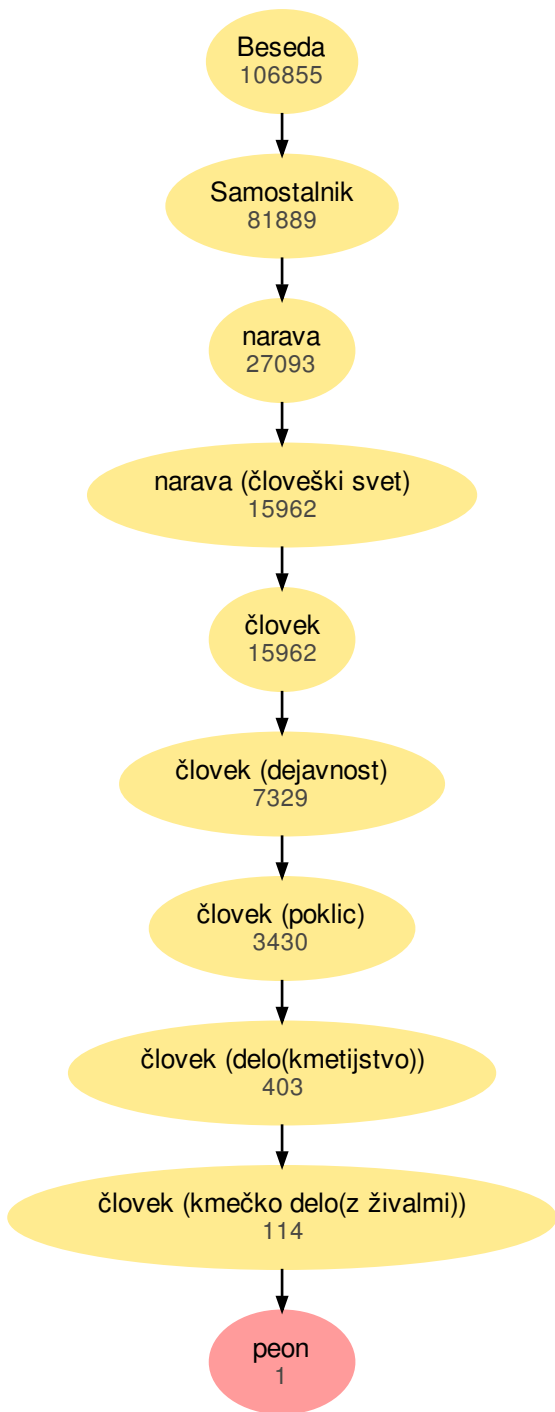 Beseda
106855
Samostalnik
81889
narava
27093
narava (človeški svet)
15962
človek
15962
človek (dejavnost)
7329
človek (poklic)
3430
človek (delo(kmetijstvo))
403
človek (kmečko delo(z živalmi))
114
peon
1